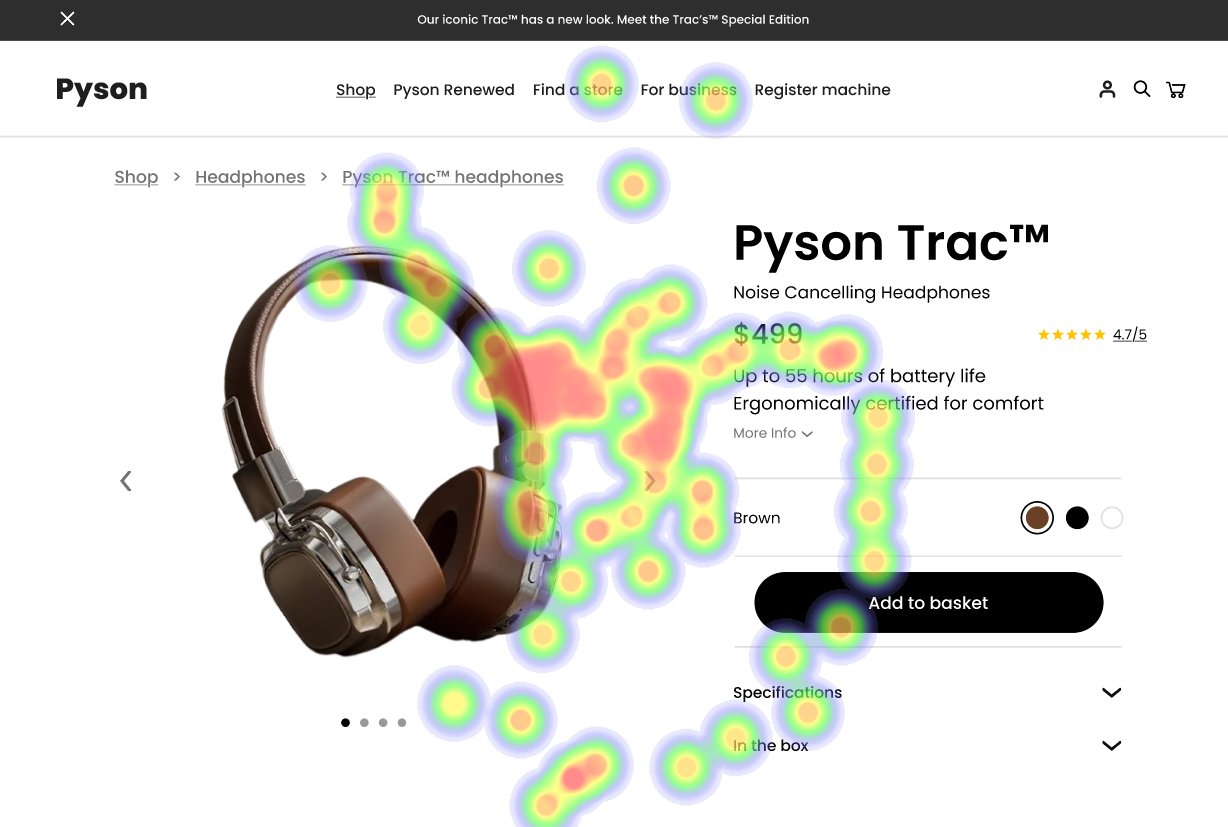 Our iconic Trac™ has a new look. Meet the Trac's™ Special Edition
Pyson
Shop Pyson Renewed Find a store For business Register machine
Shop > Headphones > Pyson Trac™ headphones
Pyson Trac™
Noise Cancelling Headphones
$499
4.7/5
Up to 55 hours of battery life
Ergonomically certified for comfort
More Info
Brown
Add to basket
Specifications
In the box